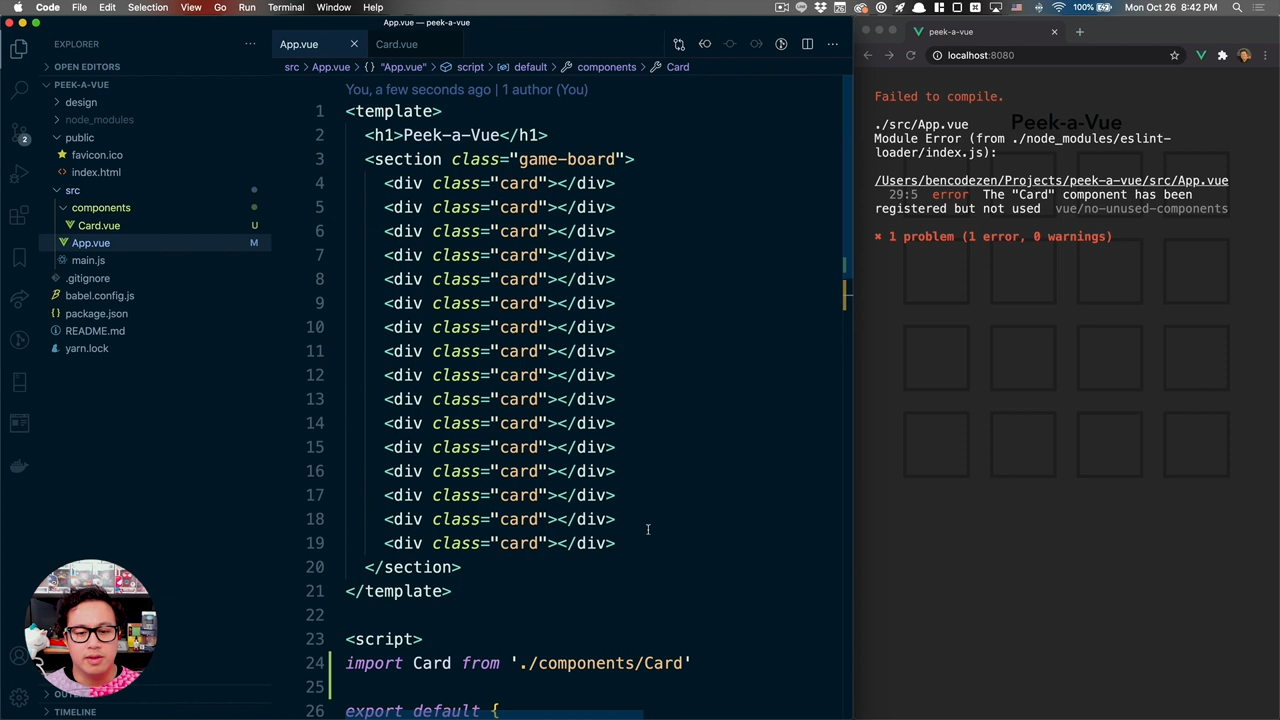 Code File Edit Selection View Go Run Terminal Window Help
100% Mon Oct 26 8:42 PM
App.vue — peek-a-vue
EXPLORER
OPEN EDITORS
PEEK-A-VUE
design
node_modules
public
favicon.ico
index.html
src
components
Card.vue U
App.vue M
main.js
.gitignore
babel.config.js
package.json
README.md
yarn.lock
TIMELINE
2
App.vue Card.vue
src > App.vue > {} "App.vue" > script > default > components > Card
You, a few seconds ago | 1 author (You)
1 <template>
2 <h1>Peek-a-Vue</h1>
3 <section class="game-board">
4 <div class="card"></div>
5 <div class="card"></div>
6 <div class="card"></div>
7 <div class="card"></div>
8 <div class="card"></div>
9 <div class="card"></div>
10 <div class="card"></div>
11 <div class="card"></div>
12 <div class="card"></div>
13 <div class="card"></div>
14 <div class="card"></div>
15 <div class="card"></div>
16 <div class="card"></div>
17 <div class="card"></div>
18 <div class="card"></div>
19 <div class="card"></div>
20 </section>
21 </template>
22
23 <script>
24 import Card from './components/Card'
25
26 export default {
peek-a-vue
localhost:8080
Failed to compile.
Peek-a-Vue
./src/App.vue
Module Error (from ./node_modules/eslint-
loader/index.js):
/Users/bencodezen/Projects/peek-a-vue/src/App.vue
29:5 error The "Card" component has been
registered but not used vue/no-unused-components
✖ 1 problem (1 error, 0 warnings)